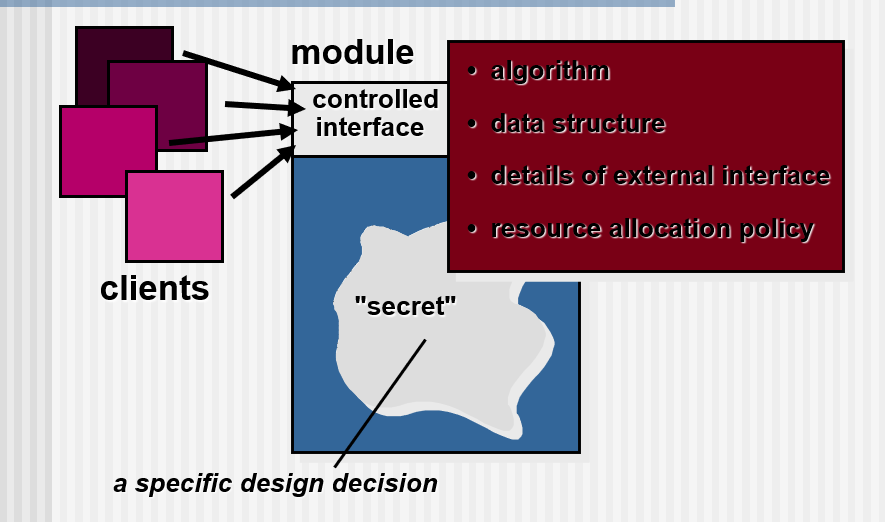 module
controlled
interface
• algorithm
• data structure
• details of external interface
• resource allocation policy
clients
"secret"
a specific design decision